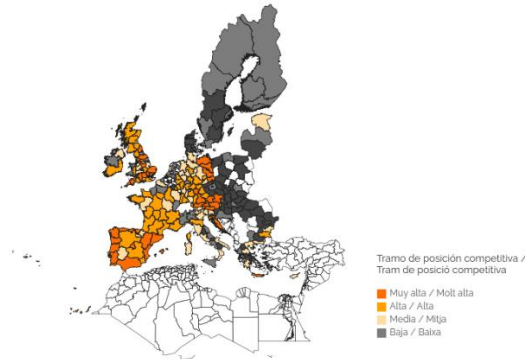 Tramo de posición competitiva /
Tram de posició competitiva
Muy alta / Molt alta
Alta / Alta
Media / Mitja
Baja / Baixa